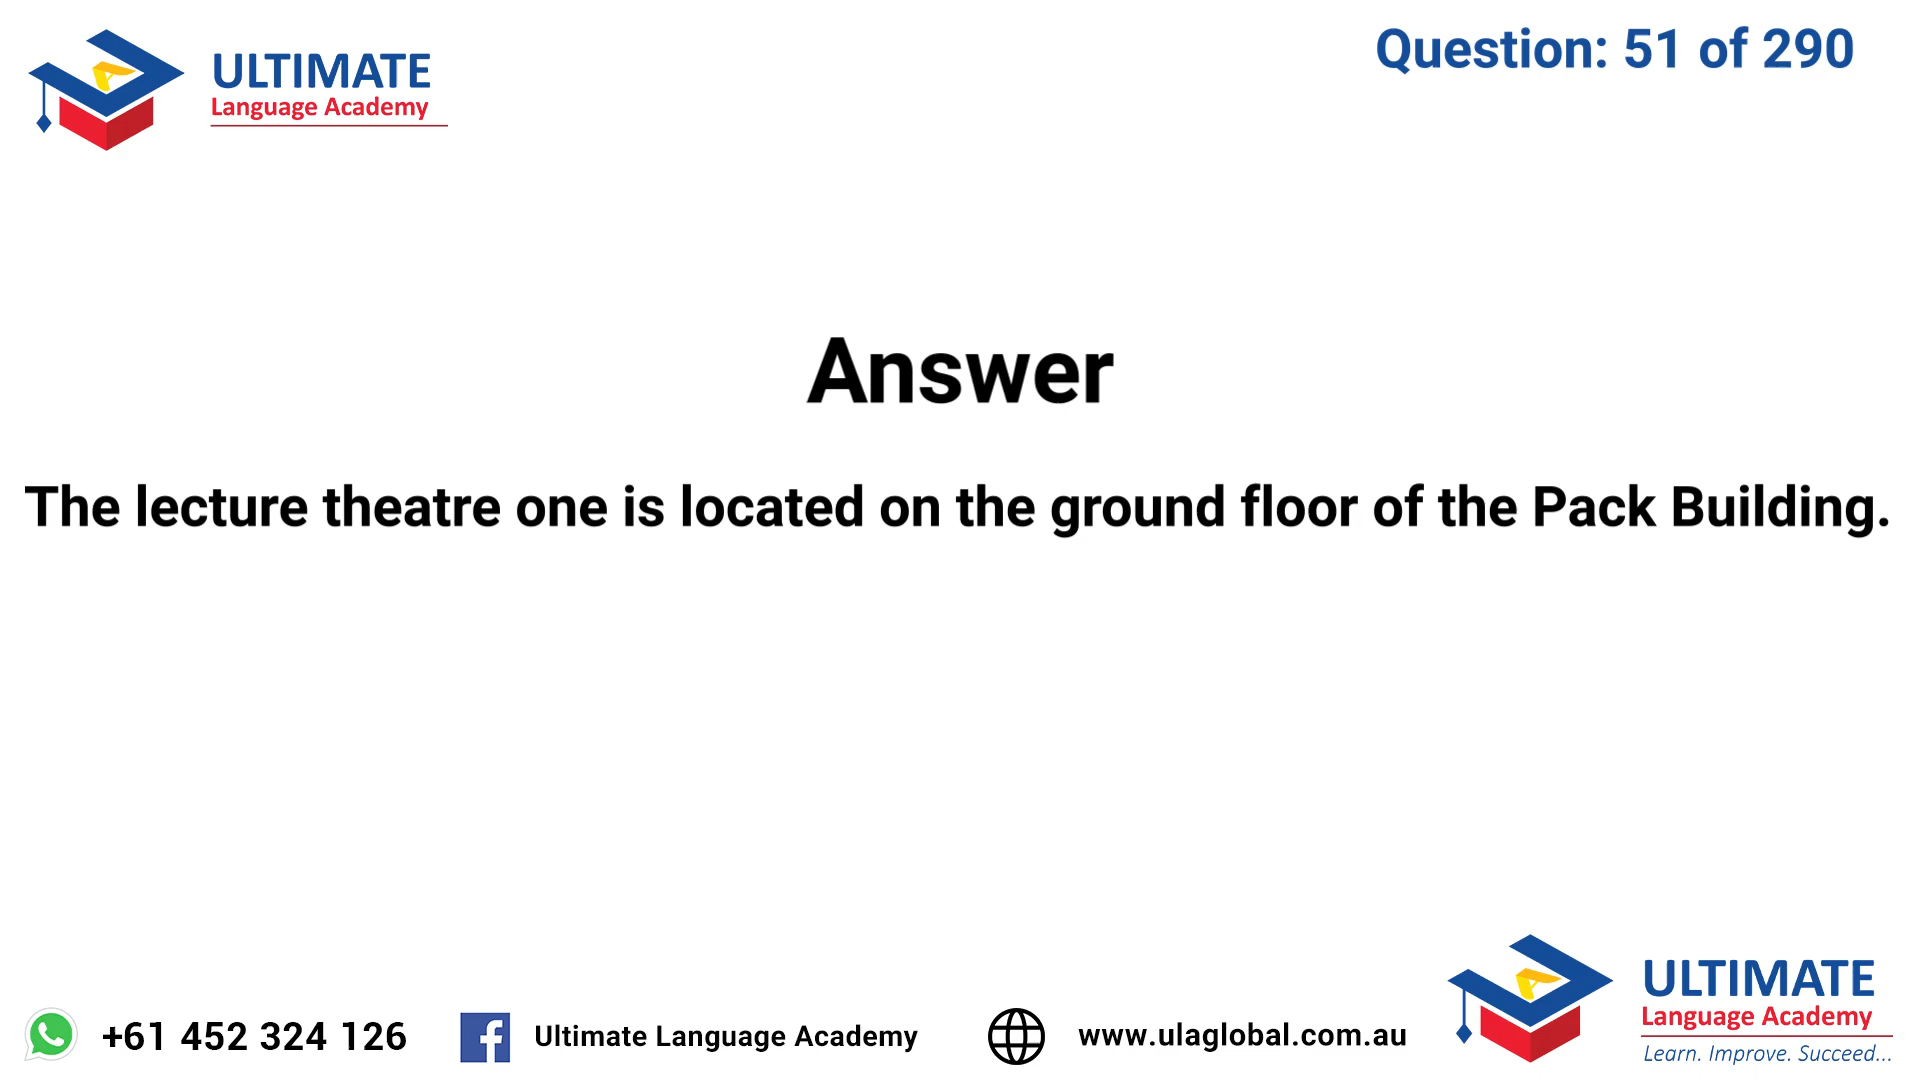 ULTIMATE
Language Academy
Question: 51 of 290
Answer
The lecture theatre one is located on the ground floor of the Pack Building.
+61 452 324 126
Ultimate Language Academy
www.ulaglobal.com.au
ULTIMATE
Language Academy
Learn. Improve. Succeed...